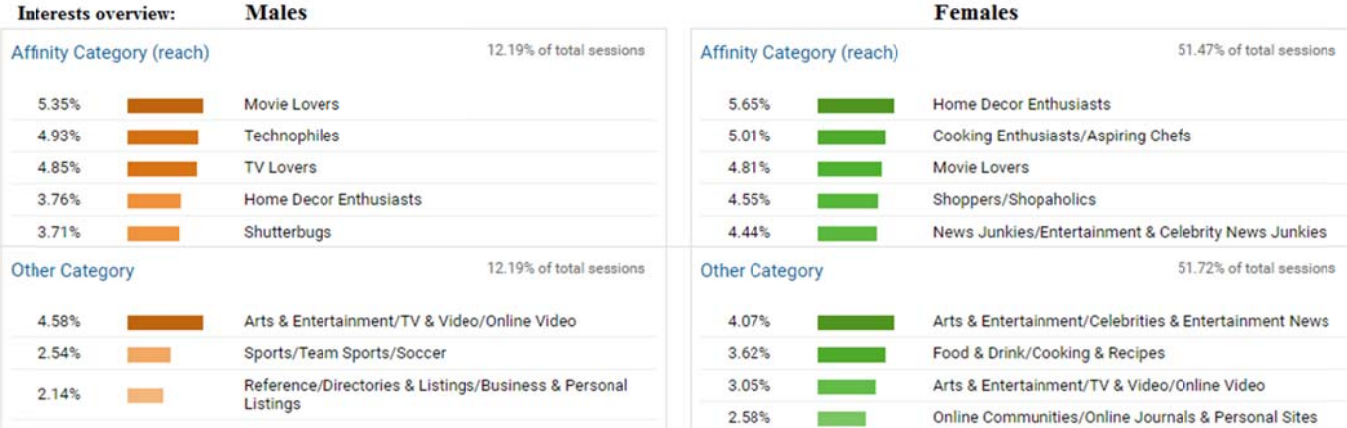 Interests overview: Males Females
Affinity Category (reach) 12.19% of total sessions
5.35% Movie Lovers
4.93% Technophiles
4.85% TV Lovers
3.76% Home Decor Enthusiasts
3.71% Shutterbugs
Other Category 12.19% of total sessions
4.58% Arts & Entertainment/TV & Video/Online Video
2.54% Sports/Team Sports/Soccer
2.14% Reference/Directories & Listings/Business & Personal
Listings
Affinity Category (reach) 51.47% of total sessions
5.65% Home Decor Enthusiasts
5.01% Cooking Enthusiasts/Aspiring Chefs
4.81% Movie Lovers
4.55% Shoppers/Shopaholics
4.44% News Junkies/Entertainment & Celebrity News Junkies
Other Category 51.72% of total sessions
4.07% Arts & Entertainment/Celebrities & Entertainment News
3.62% Food & Drink/Cooking & Recipes
3.05% Arts & Entertainment/TV & Video/Online Video
2.58% Online Communities/Online Journals & Personal Sites